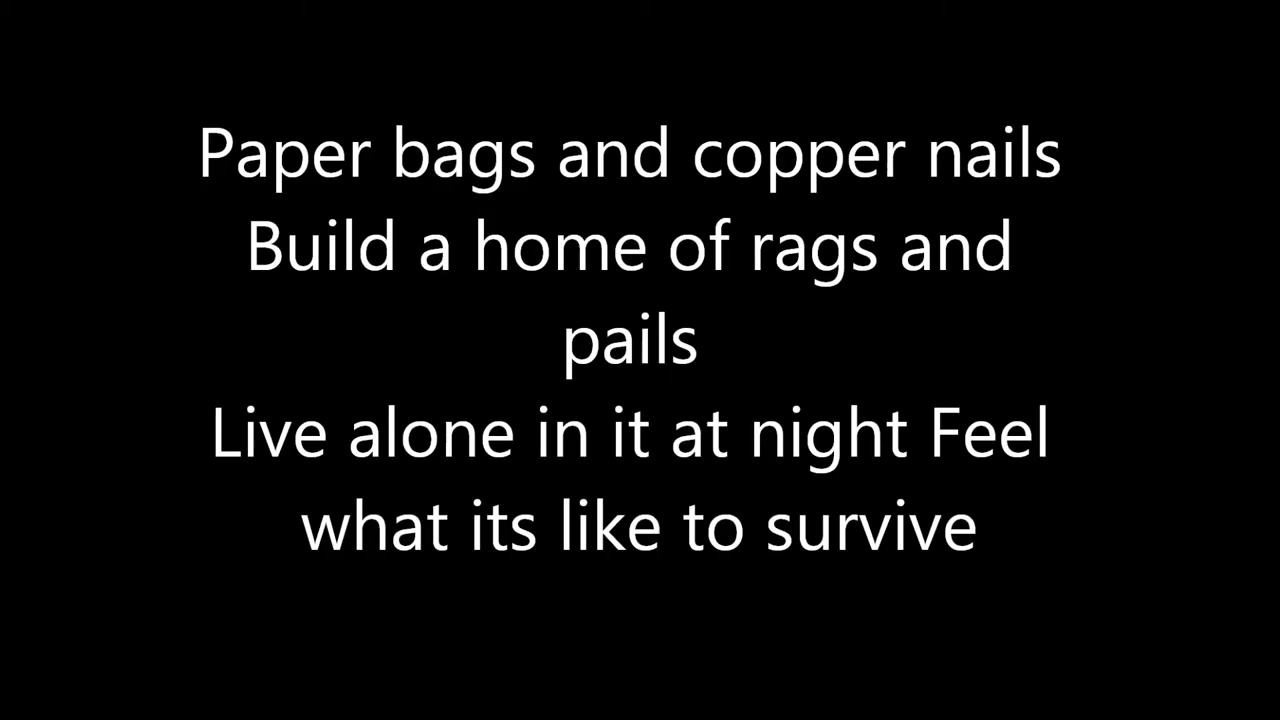 Paper bags and copper nails
Build a home of rags and
pails
Live alone in it at night Feel
what its like to survive